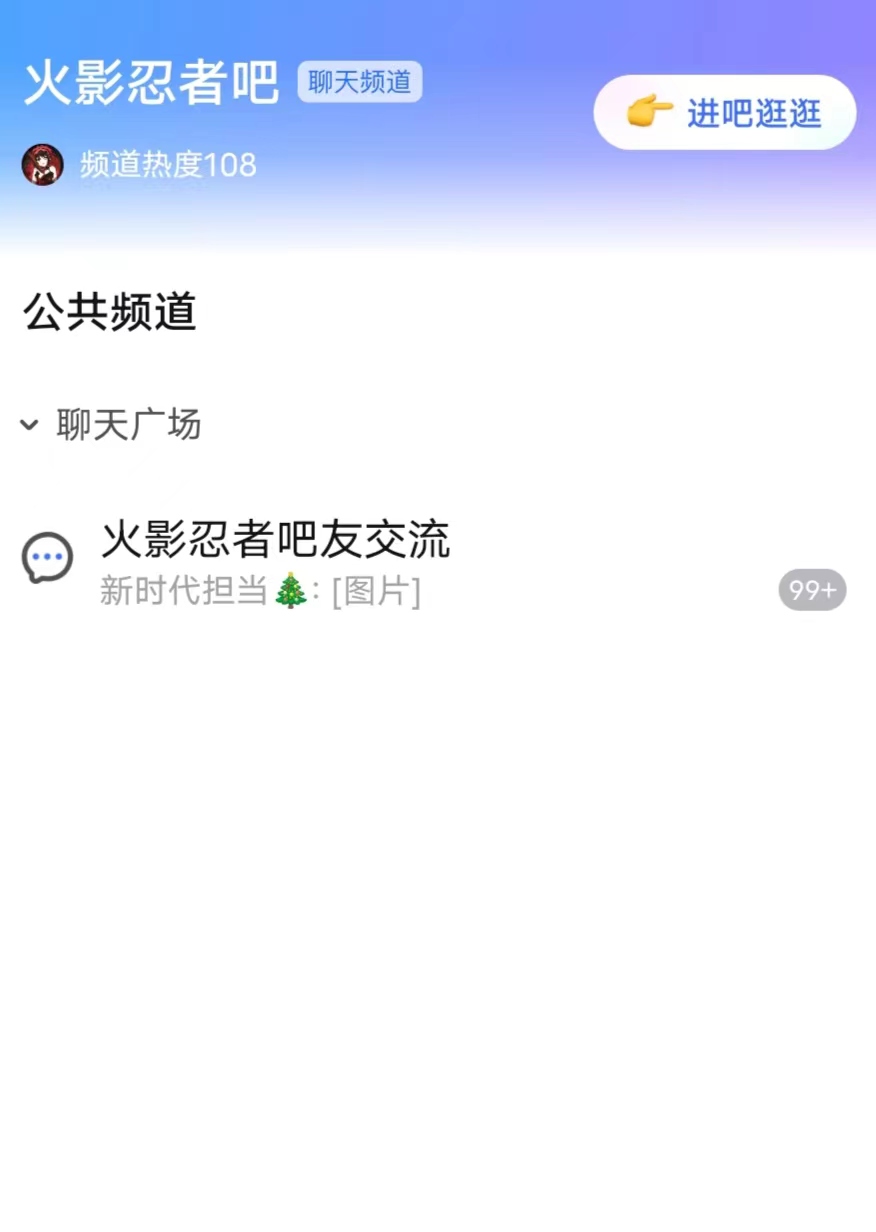 火影忍者吧 聊天频道
👉 进吧逛逛
频道热度108
公共频道
聊天广场
火影忍者吧友交流
新时代担当🎄: [图片]
99+